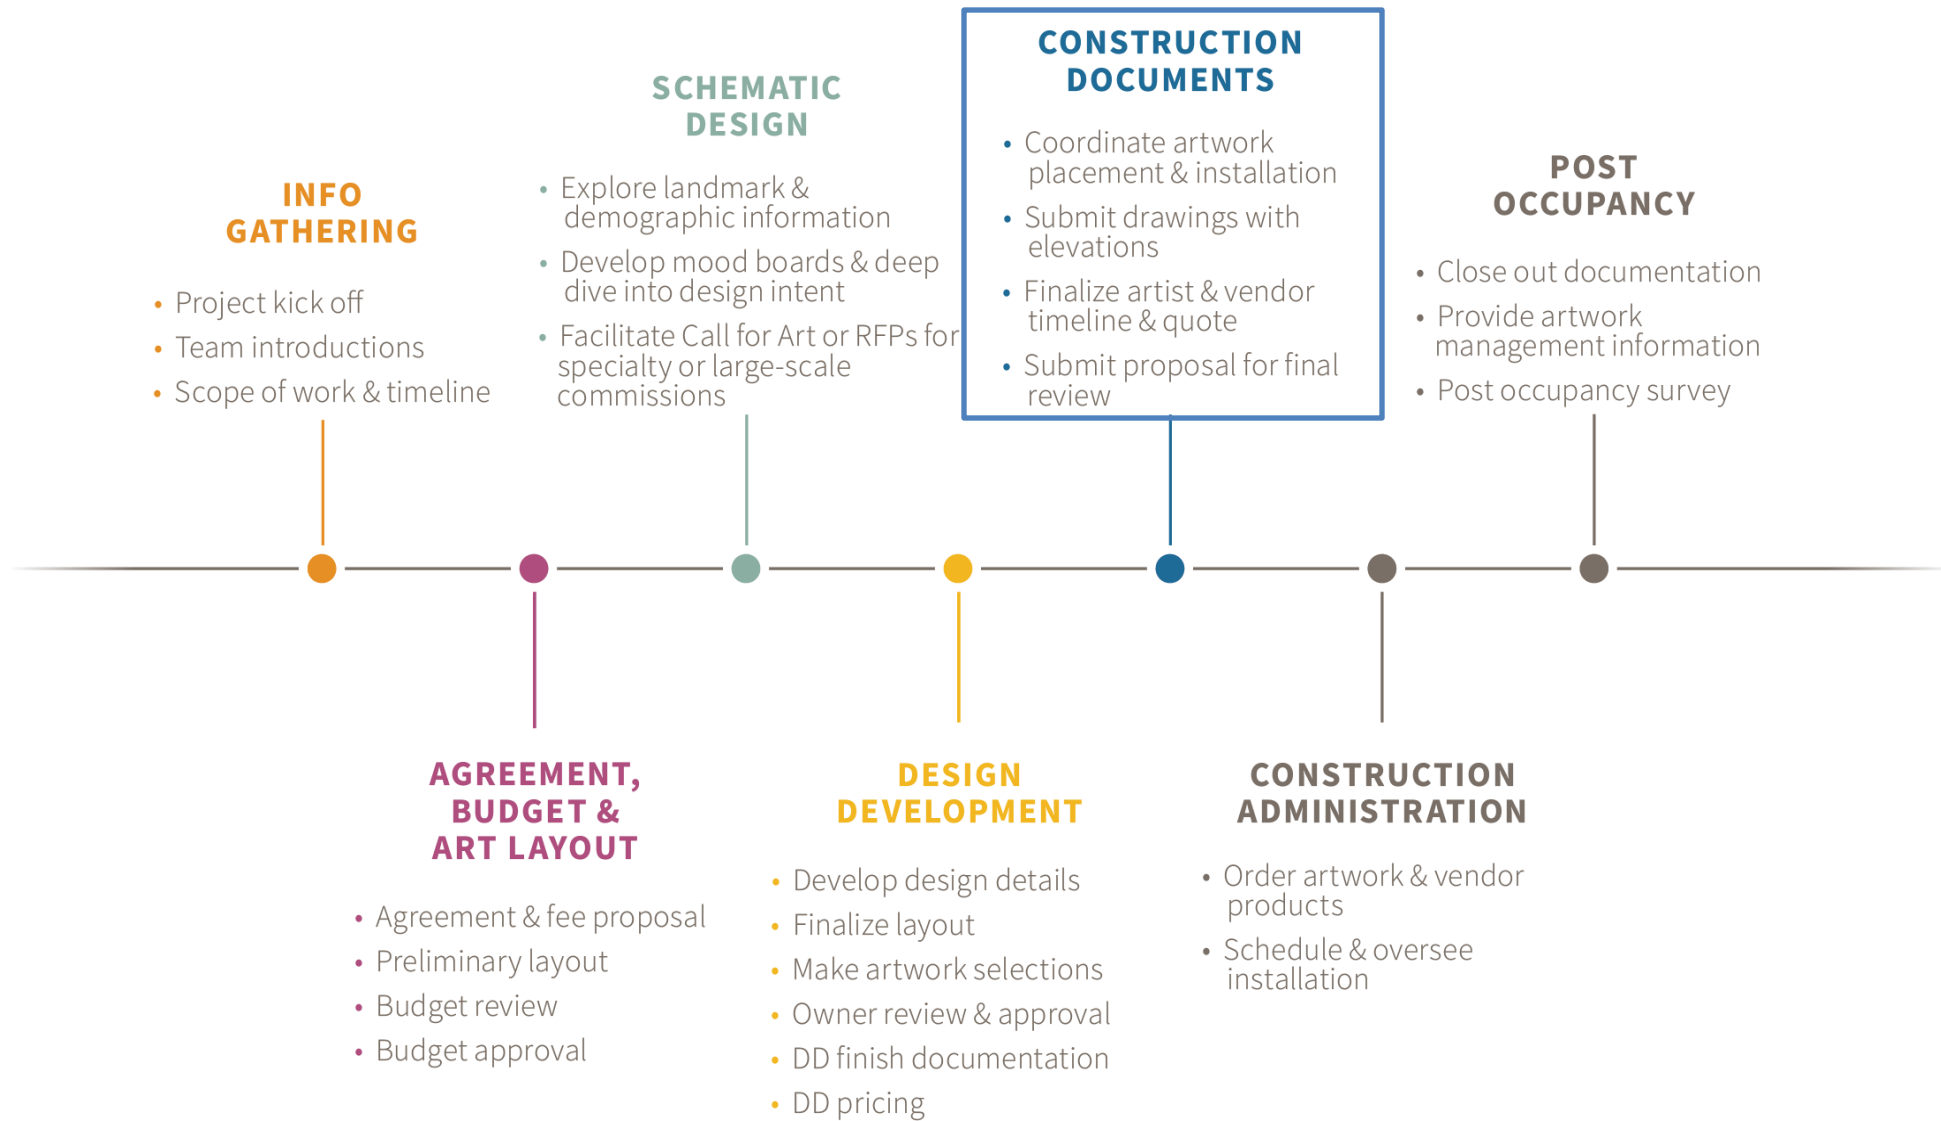 INFO
GATHERING
• Project kick off
• Team introductions
• Scope of work & timeline
AGREEMENT,
BUDGET &
ART LAYOUT
• Agreement & fee proposal
• Preliminary layout
• Budget review
• Budget approval
SCHEMATIC
DESIGN
• Explore landmark &
demographic information
• Develop mood boards & deep
dive into design intent
• Facilitate Call for Art or RFPs for
specialty or large-scale
commissions
DESIGN
DEVELOPMENT
• Develop design details
• Finalize layout
• Make artwork selections
• Owner review & approval
• DD finish documentation
• DD pricing
CONSTRUCTION
DOCUMENTS
• Coordinate artwork
placement & installation
• Submit drawings with
elevations
• Finalize artist & vendor
timeline & quote
• Submit proposal for final
review
CONSTRUCTION
ADMINISTRATION
• Order artwork & vendor
products
• Schedule & oversee
installation
POST
OCCUPANCY
• Close out documentation
• Provide artwork
management information
• Post occupancy survey